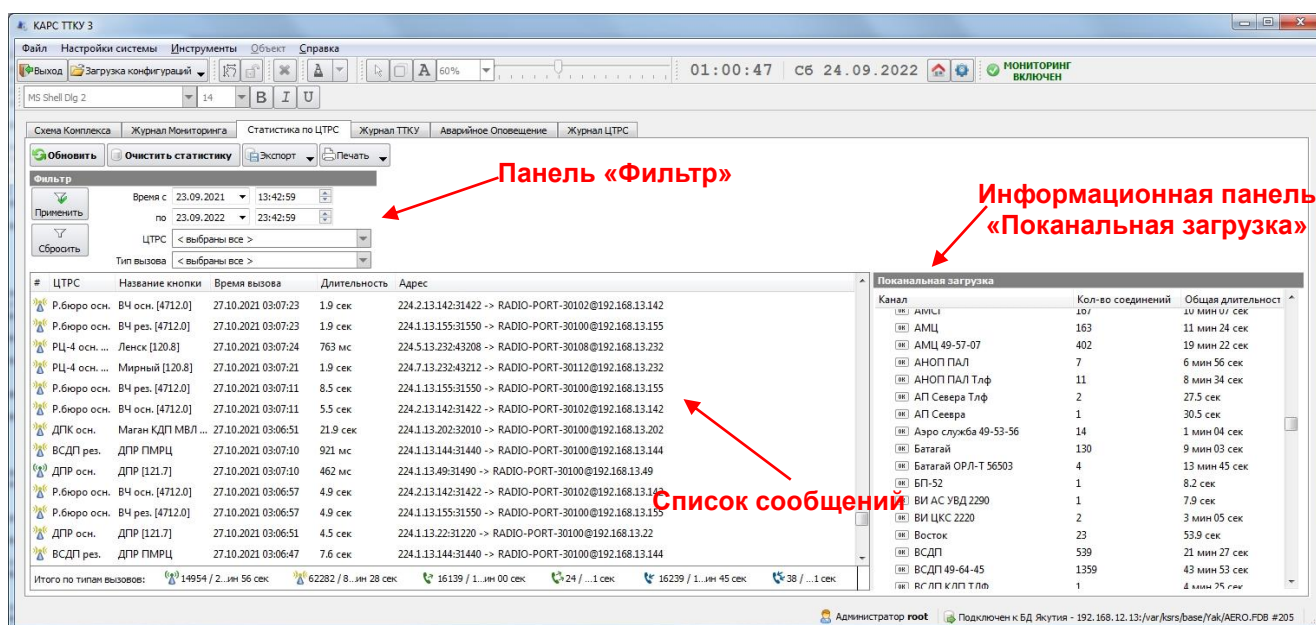 КАРС ТТКУ 3
Файл Настройки системы Инструменты Объект Справка
Выход Загрузка конфигураций A A 60% 01:00:47 Сб 24.09.2022 МОНИТОРИНГ ВКЛЮЧЕН
MS Shell Dlg 2 14 B I U
Схема Комплекса Журнал Мониторинга Статистика по ЦТРС Журнал ТТКУ Аварийное Оповещение Журнал ЦТРС
Обновить Очистить статистику Экспорт Печать
Фильтр
Применить
Сбросить
Время с 23.09.2021 13:42:59
по 23.09.2022 23:42:59
ЦТРС < выбраны все >
Тип вызова < выбраны все >
Панель «Фильтр»
Информационная панель
«Поканальная загрузка»
# ЦТРС Название кнопки Время вызова Длительность Адрес
Р.бюро осн. ВЧ осн. [4712.0] 27.10.2021 03:07:23 1.9 сек 224.2.13.142:31422 -> RADIO-PORT-30102@192.168.13.142
Р.бюро осн. ВЧ рез. [4712.0] 27.10.2021 03:07:23 1.9 сек 224.1.13.155:31550 -> RADIO-PORT-30100@192.168.13.155
РЦ-4 осн. ... Ленск [120.8] 27.10.2021 03:07:24 763 мс 224.5.13.232:43208 -> RADIO-PORT-30108@192.168.13.232
РЦ-4 осн. ... Мирный [120.8] 27.10.2021 03:07:21 1.9 сек 224.7.13.232:43212 -> RADIO-PORT-30112@192.168.13.232
Р.бюро осн. ВЧ рез. [4712.0] 27.10.2021 03:07:11 8.5 сек 224.1.13.155:31550 -> RADIO-PORT-30100@192.168.13.155
Р.бюро осн. ВЧ осн. [4712.0] 27.10.2021 03:07:11 5.5 сек 224.2.13.142:31422 -> RADIO-PORT-30102@192.168.13.142
ДПК осн. Маган КДП МВЛ ... 27.10.2021 03:06:51 21.9 сек 224.2.13.202:32010 -> RADIO-PORT-30100@192.168.13.202
ВСДП рез. ДПР ПМРЦ 27.10.2021 03:07:10 921 мс 224.1.13.144:31440 -> RADIO-PORT-30100@192.168.13.144
ДПР осн. ДПР [121.7] 27.10.2021 03:07:10 462 мс 224.1.13.49:31490 -> RADIO-PORT-30100@192.168.13.49
Р.бюро осн. ВЧ осн. [4712.0] 27.10.2021 03:06:57 4.9 сек 224.2.13.142:31422 -> RADIO-PORT-30102@192.168.13.142
Р.бюро осн. ВЧ рез. [4712.0] 27.10.2021 03:06:57 4.9 сек 224.1.13.155:31550 -> RADIO-PORT-30100@192.168.13.155
ДПР осн. ДПР [121.7] 27.10.2021 03:06:51 4.5 сек 224.1.13.22:31220 -> RADIO-PORT-30100@192.168.13.22
ВСДП рез. ДПР ПМРЦ 27.10.2021 03:06:47 7.6 сек 224.1.13.144:31440 -> RADIO-PORT-30100@192.168.13.144
Список сообщений
Итого по типам вызовов: 14954 / 2...ин 56 сек 62282 / 8...ин 28 сек 16139 / 1...ин 00 сек 24 / ...1 сек 16239 / 1...ин 45 сек 38 / ...1 сек
Поканальная загрузка
Канал Кол-во соединений Общая длительност
167 10 мин 07 сек
ОК АМЦ 163 11 мин 24 сек
ОК АМЦ 49-57-07 402 19 мин 22 сек
ОК АНОП ПАЛ 7 6 мин 56 сек
ОК АНОП ПАЛ Тлф 11 8 мин 34 сек
ОК АП Севера Тлф 2 27.5 сек
ОК АП Сеевра 1 30.5 сек
ОК Аэро служба 49-53-56 14 1 мин 04 сек
ОК Батагай 130 9 мин 03 сек
ОК Батагай ОРЛ-Т 56503 4 13 мин 45 сек
ОК БП-52 1 8.2 сек
ОК ВИ АС УВД 2290 1 7.9 сек
ОК ВИ ЦКС 2220 2 3 мин 05 сек
ОК Восток 23 53.9 сек
ОК ВСДП 539 21 мин 27 сек
ОК ВСДП 49-64-45 1359 43 мин 53 сек
ОК ВСДП КДП ТЛФ 1 4 мин 25 сек
Администратор root Подключен к БД Якутия - 192.168.12.13:/var/ksrs/base/Yak/AERO.FDB #205